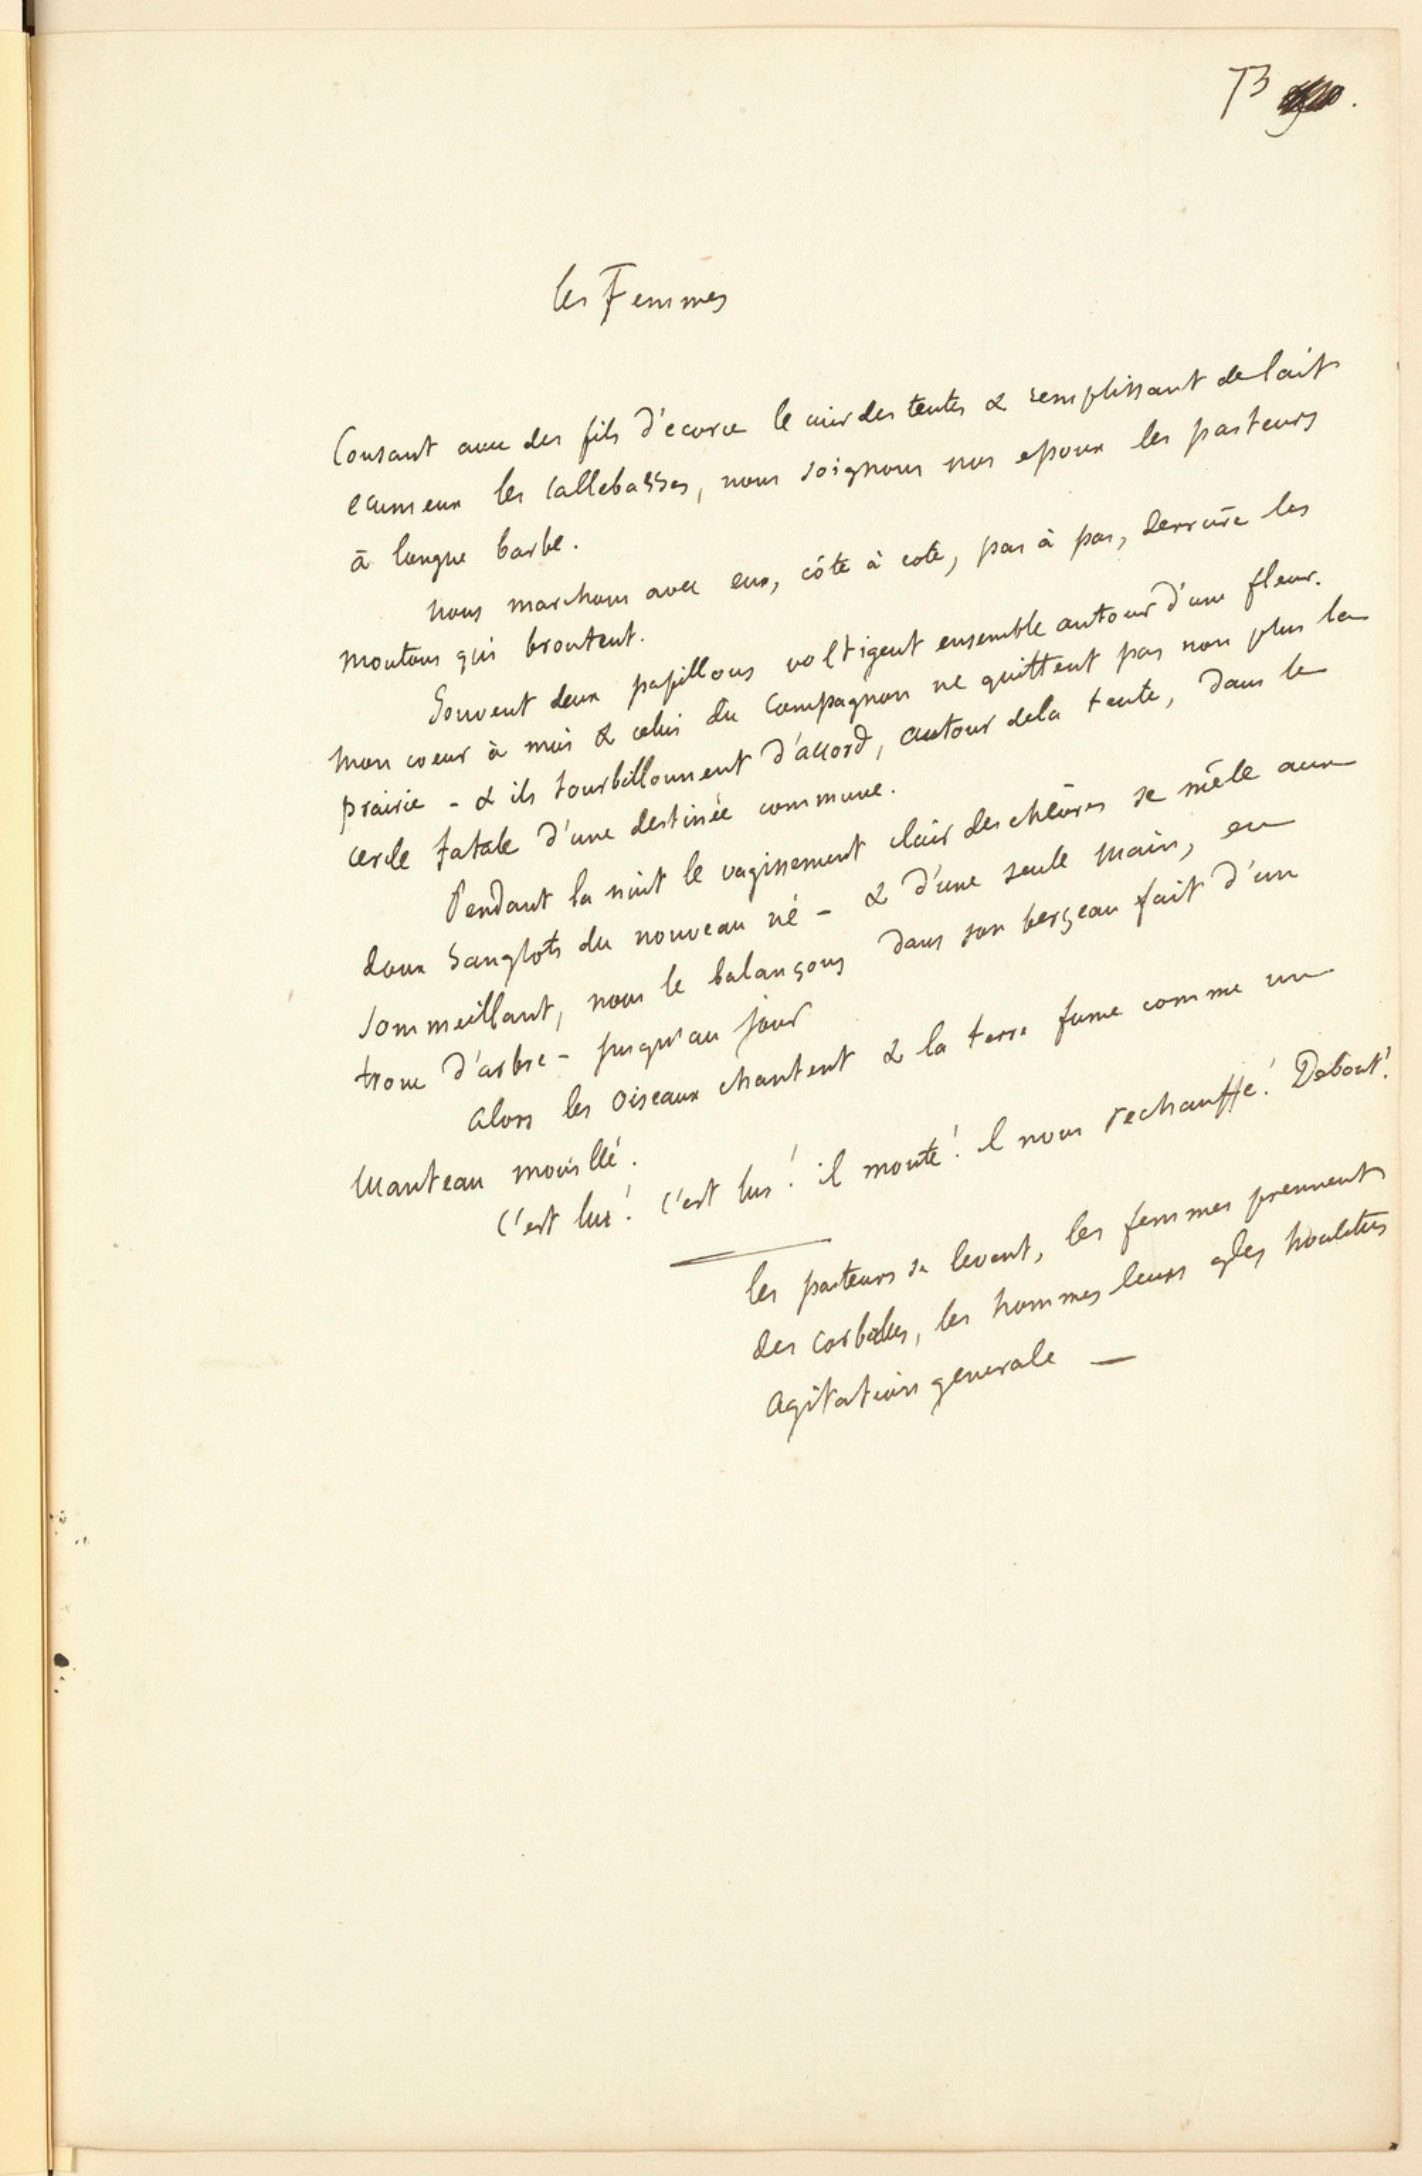 73
les Femmes
Cousant avec des fils d'ecorce le cuir des tentes & remplissant de lait
ecumeux les callebasses, nous soignons nos epoux les pasteurs
à longue barbe.
nous marchons avec eux, côte à cote, pas à pas, derrière les
moutons qui broutent.
Souvent deux papillons voltigent ensemble autour d'une fleur.
mon coeur à moi & celui du compagnon ne quittent pas non plus la
prairie - & ils tourbillonnent d'accord, autour de la tente, dans le
cercle fatale d'une destinée commune.
Pendant la nuit le vagissement clair des chêvres se mêle aux
doux sanglots du nouveau né - & d'une seule main, en
sommeillant, nous le balançons dans son berçeau fait d'un
tronc d'arbre - jusqu'au jour
alors les oiseaux chantent & la terre fume comme un
manteau mouillé.
c'est lui! c'est lui! il monte! il nous rechauffé! Debout!
les pasteurs se levent, les femmes prennent
des corbeilles, les hommes leurs houlettes
agitation generale —